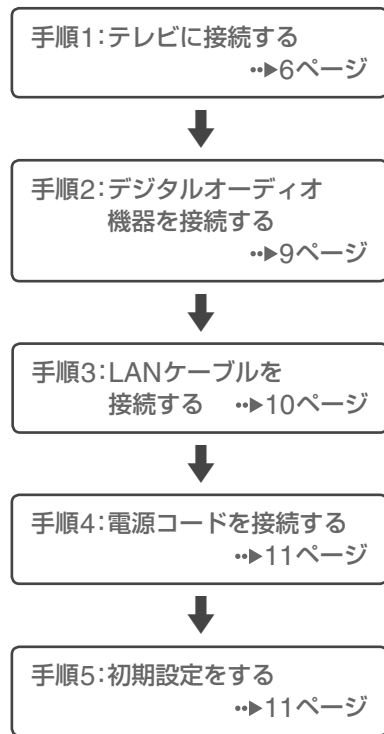 手順1：テレビに接続する
••▶6ページ
手順2：デジタルオーディオ
機器を接続する
••▶9ページ
手順3：LANケーブルを
接続する ••▶10ページ
手順4：電源コードを接続する
••▶11ページ
手順5：初期設定をする
••▶11ページ